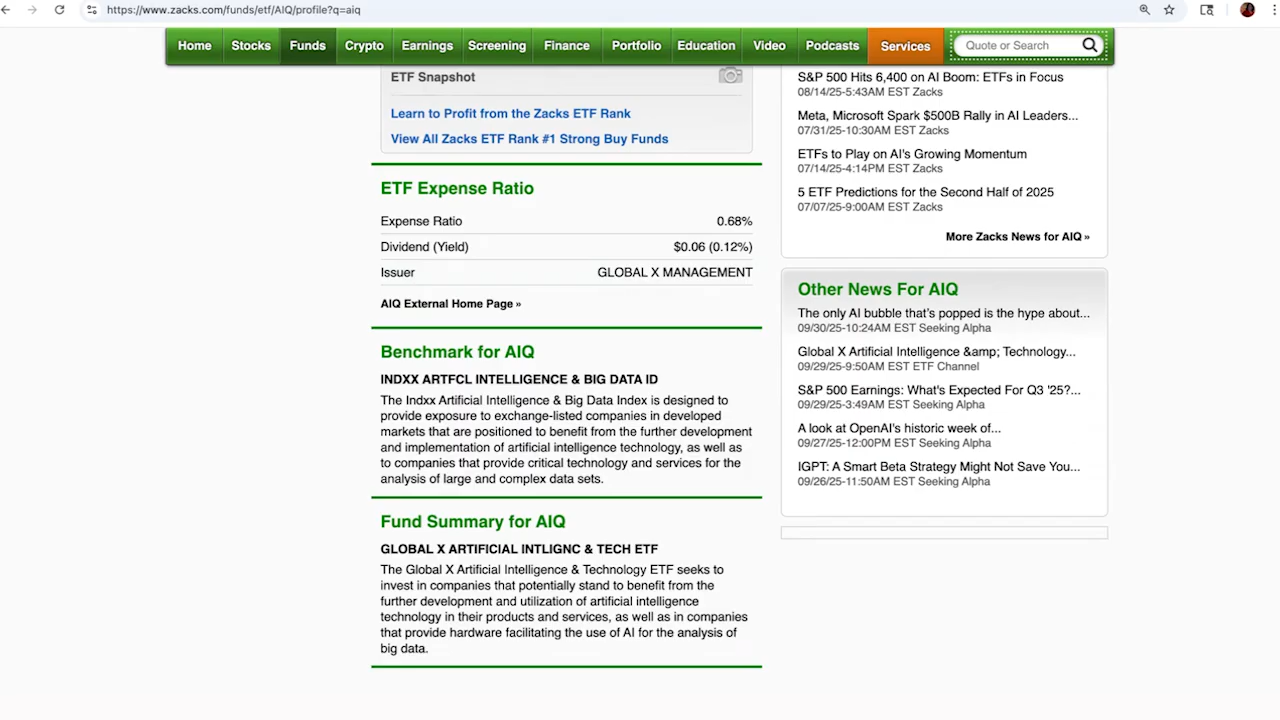 https://www.zacks.com/funds/etf/AIQ/profile?q=aiq
Home Stocks Funds Crypto Earnings Screening Finance Portfolio Education Video Podcasts Services Quote or Search
ETF Snapshot
Learn to Profit from the Zacks ETF Rank
View All Zacks ETF Rank #1 Strong Buy Funds
ETF Expense Ratio
Expense Ratio 0.68%
Dividend (Yield) $0.06 (0.12%)
Issuer GLOBAL X MANAGEMENT
AIQ External Home Page »
Benchmark for AIQ
INDXX ARTFCL INTELLIGENCE & BIG DATA ID
The Indxx Artificial Intelligence & Big Data Index is designed to
provide exposure to exchange-listed companies in developed
markets that are positioned to benefit from the further development
and implementation of artificial intelligence technology, as well as
to companies that provide critical technology and services for the
analysis of large and complex data sets.
Fund Summary for AIQ
GLOBAL X ARTIFICIAL INTLIGNC & TECH ETF
The Global X Artificial Intelligence & Technology ETF seeks to
invest in companies that potentially stand to benefit from the
further development and utilization of artificial intelligence
technology in their products and services, as well as in companies
that provide hardware facilitating the use of AI for the analysis of
big data.
S&P 500 Hits 6,400 on AI Boom: ETFs in Focus
08/14/25-5:43AM EST Zacks
Meta, Microsoft Spark $500B Rally in AI Leaders...
07/31/25-10:30AM EST Zacks
ETFs to Play on AI's Growing Momentum
07/14/25-4:14PM EST Zacks
5 ETF Predictions for the Second Half of 2025
07/07/25-9:00AM EST Zacks
More Zacks News for AIQ »
Other News For AIQ
The only AI bubble that's popped is the hype about...
09/30/25-10:24AM EST Seeking Alpha
Global X Artificial Intelligence &amp; Technology...
09/29/25-9:50AM EST ETF Channel
S&P 500 Earnings: What's Expected For Q3 '25?...
09/29/25-3:49AM EST Seeking Alpha
A look at OpenAI's historic week of...
09/27/25-12:00PM EST Seeking Alpha
IGPT: A Smart Beta Strategy Might Not Save You...
09/26/25-11:50AM EST Seeking Alpha